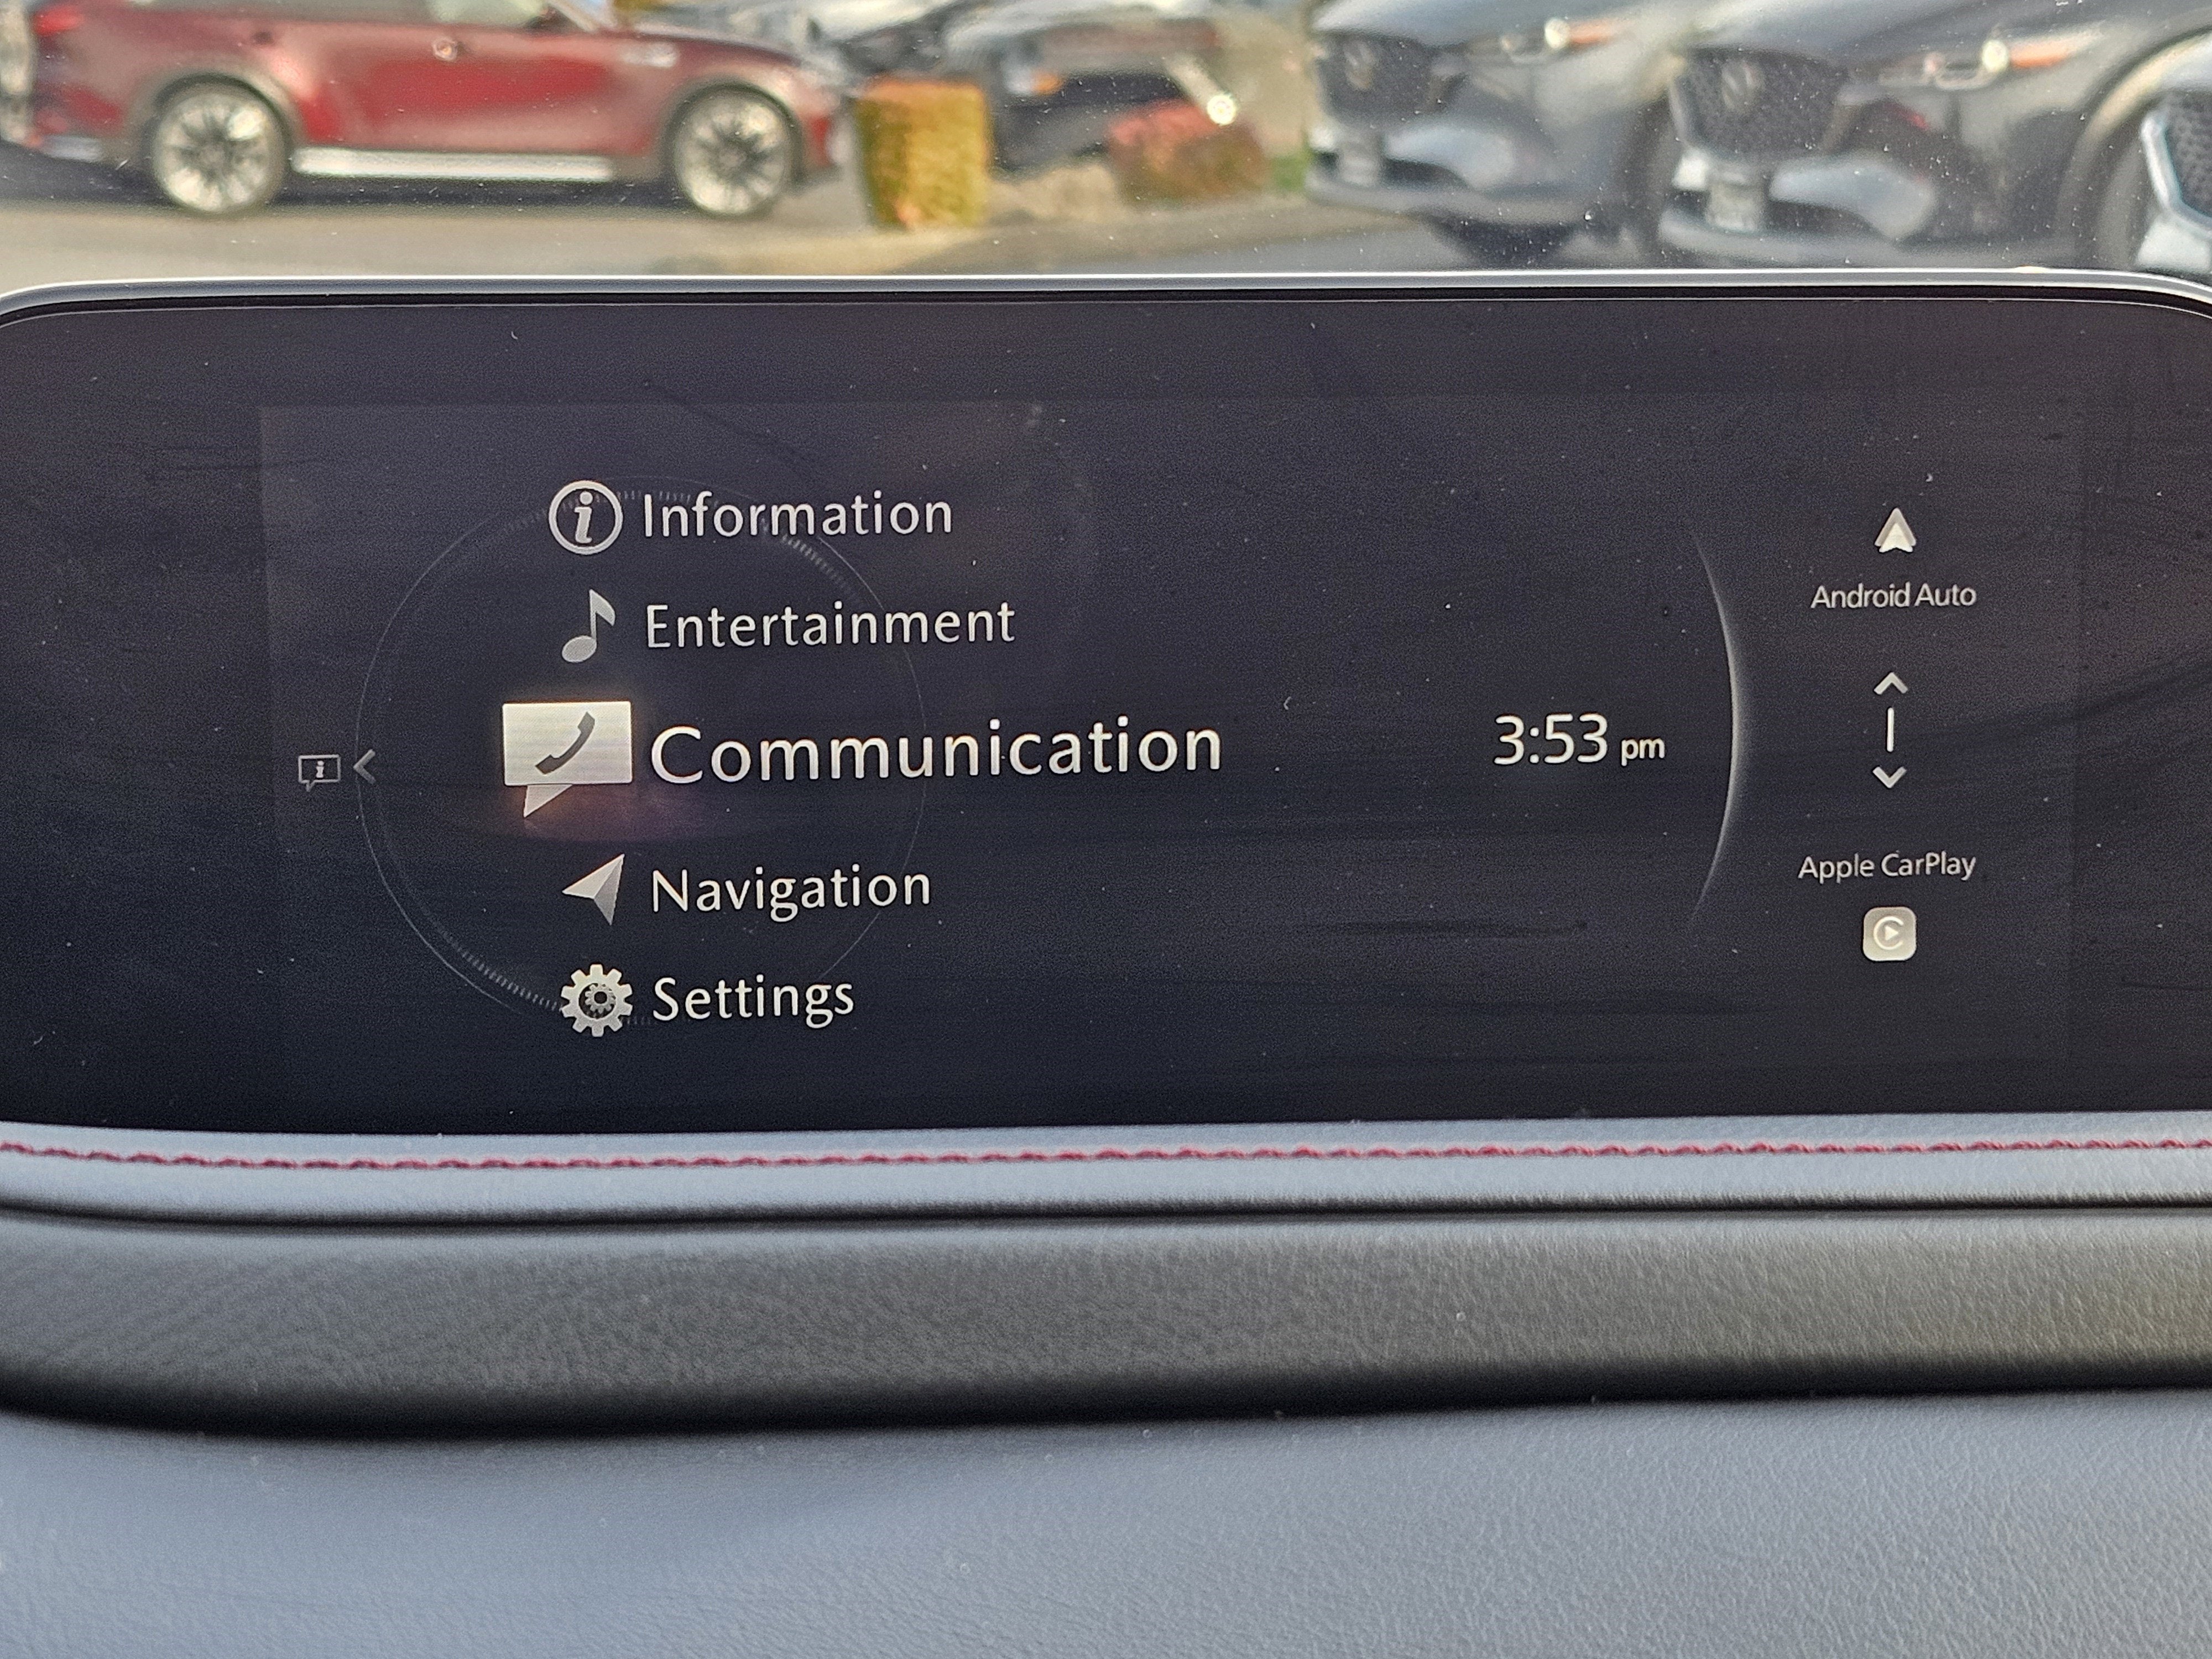 Information
Entertainment
Communication
Navigation
Settings
3:53 pm
Android Auto
Apple CarPlay